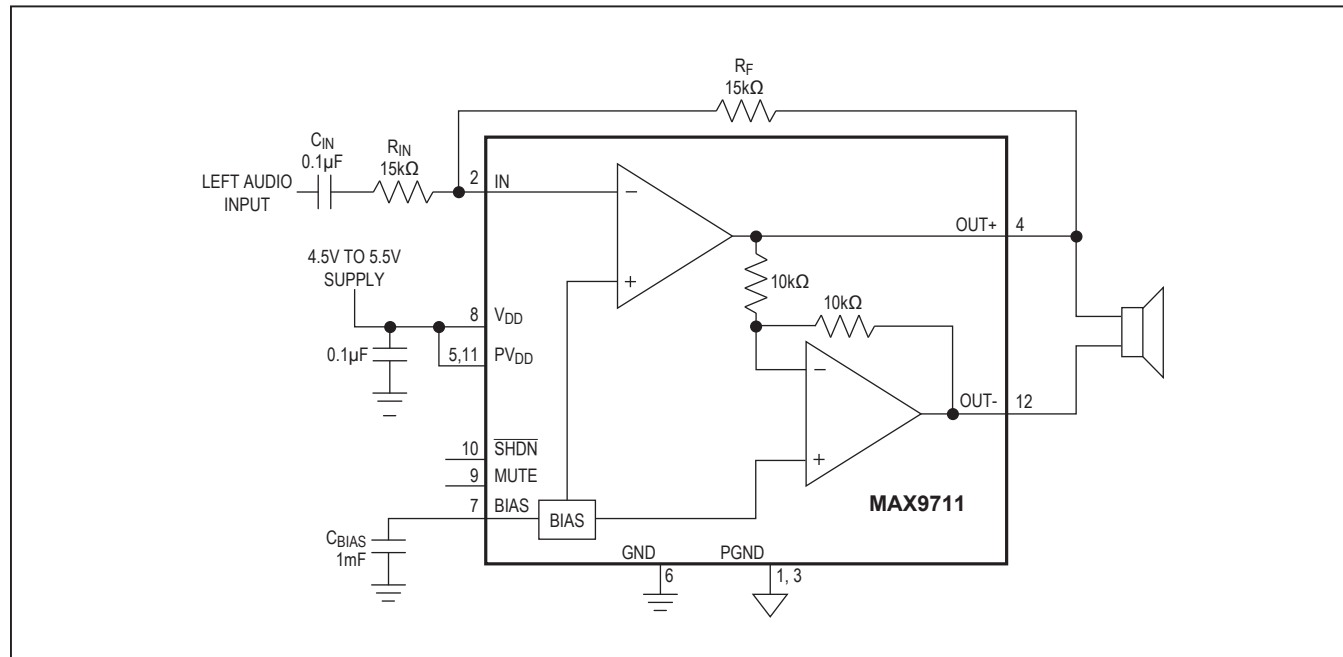 RF
15kΩ
CIN
0.1µF
RIN
15kΩ
LEFT AUDIO
INPUT
2
IN
−
+
OUT+
4
10kΩ
10kΩ
4.5V TO 5.5V
SUPPLY
8
VDD
0.1µF
5,11
PVDD
−
+
OUT-
12
10
SHDN
9
MUTE
7
BIAS
BIAS
MAX9711
CBIAS
1mF
GND
6
PGND
1, 3